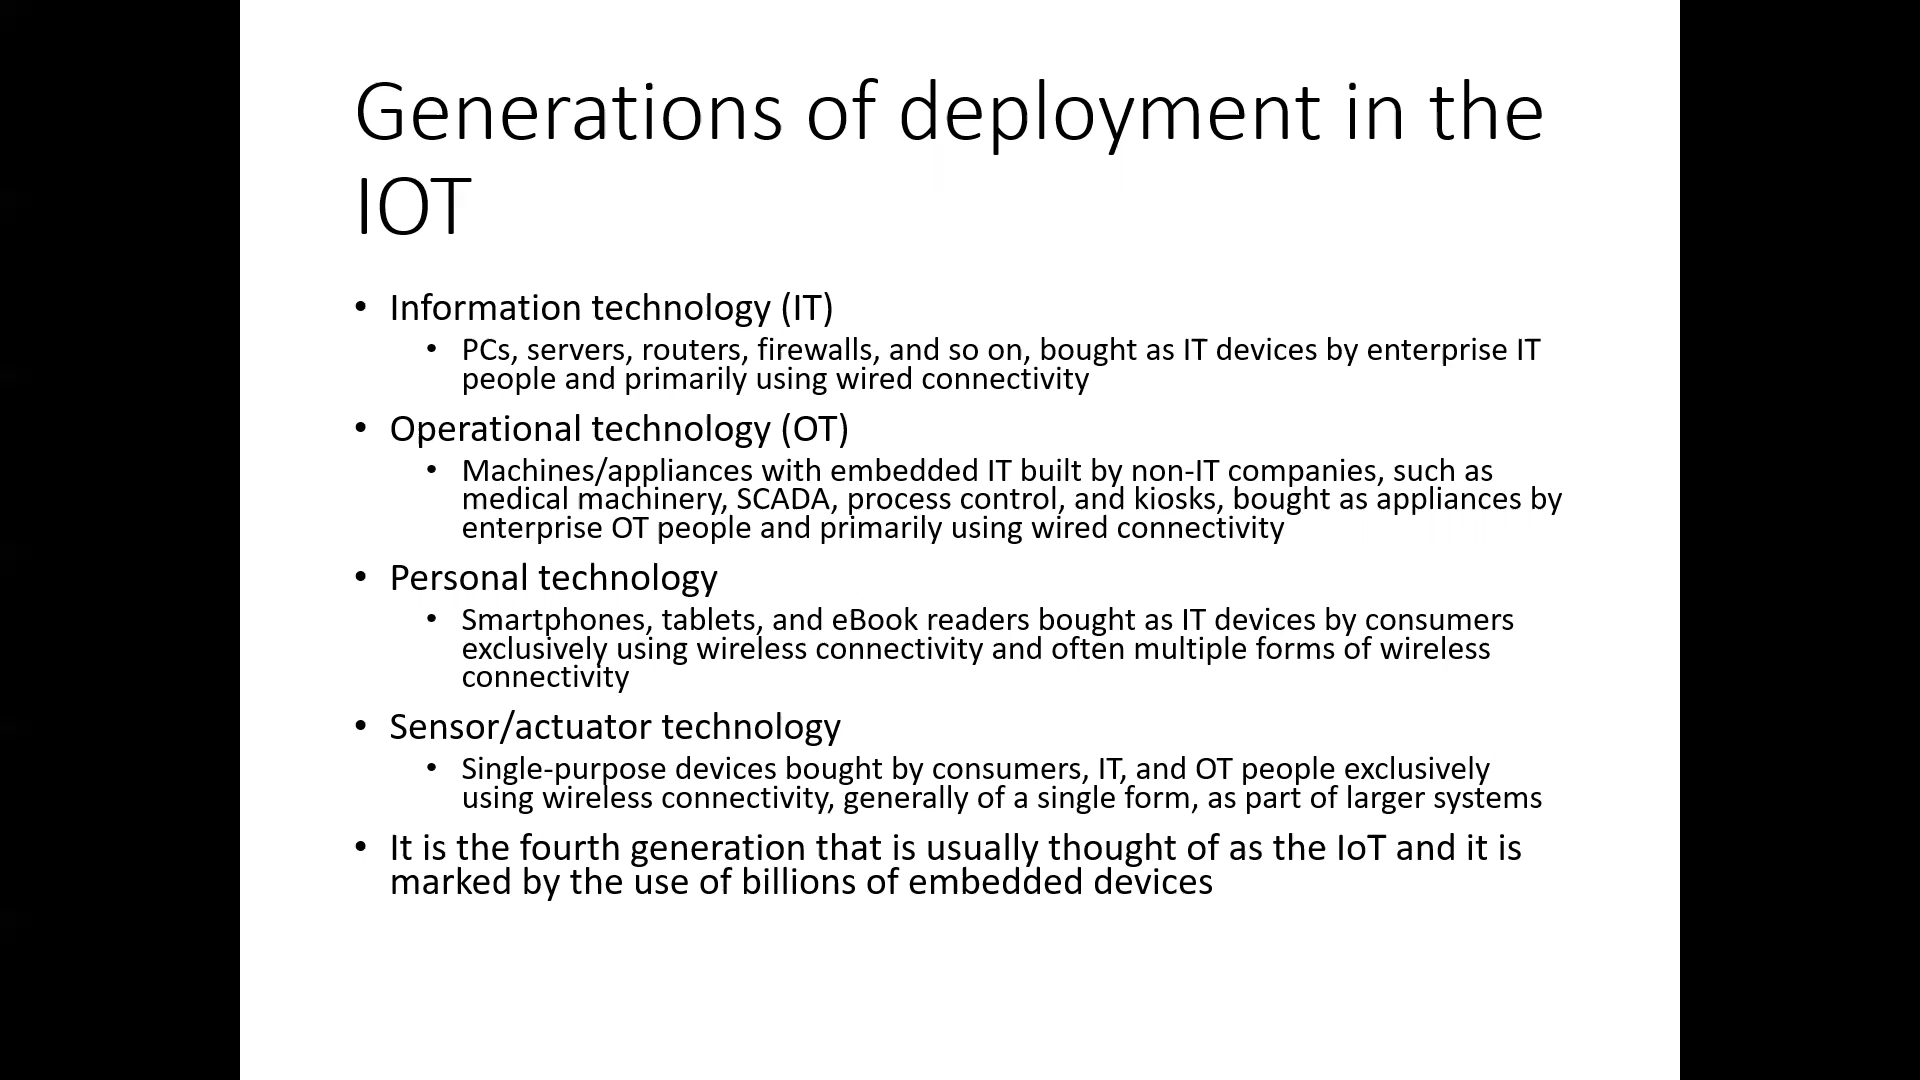 Generations of deployment in the
IOT
• Information technology (IT)
• PCs, servers, routers, firewalls, and so on, bought as IT devices by enterprise IT
people and primarily using wired connectivity
• Operational technology (OT)
• Machines/appliances with embedded IT built by non-IT companies, such as
medical machinery, SCADA, process control, and kiosks, bought as appliances by
enterprise OT people and primarily using wired connectivity
• Personal technology
• Smartphones, tablets, and eBook readers bought as IT devices by consumers
exclusively using wireless connectivity and often multiple forms of wireless
connectivity
• Sensor/actuator technology
• Single-purpose devices bought by consumers, IT, and OT people exclusively
using wireless connectivity, generally of a single form, as part of larger systems
• It is the fourth generation that is usually thought of as the IoT and it is
marked by the use of billions of embedded devices